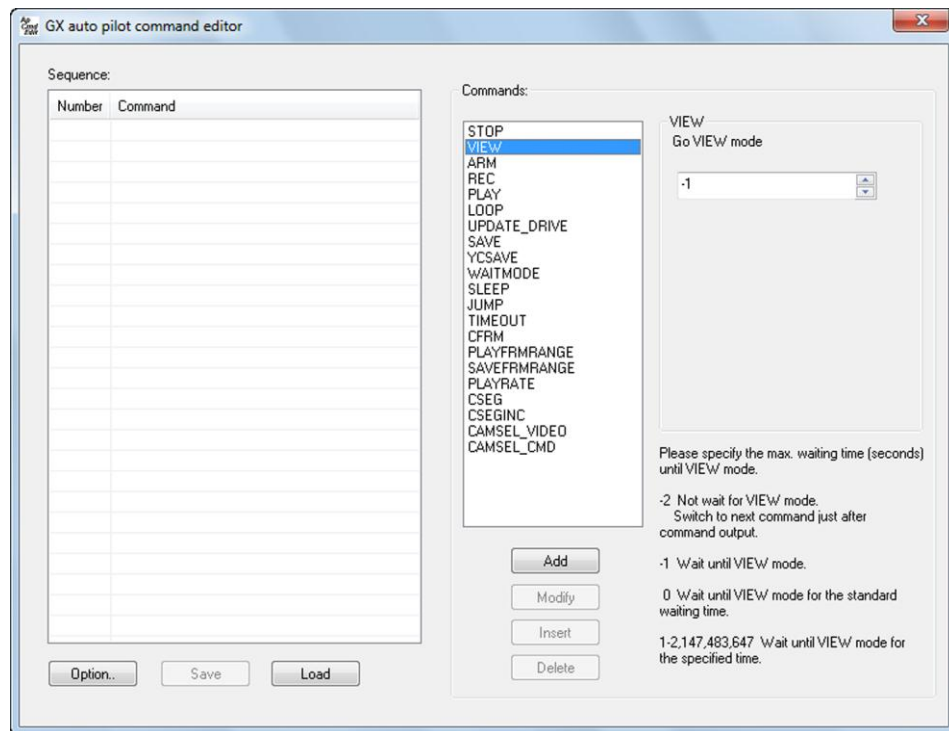 GX auto pilot command editor
Sequence:
Number Command
Option..
Save
Load
Commands:
STOP
VIEW
ARM
REC
PLAY
LOOP
UPDATE_DRIVE
SAVE
YCSAVE
WAITMODE
SLEEP
JUMP
TIMEOUT
CFRM
PLAYFRMRANGE
SAVEFRMRANGE
PLAYRATE
CSEG
CSEGINC
CAMSEL_VIDEO
CAMSEL_CMD
Add
Modify
Insert
Delete
VIEW
Go VIEW mode
-1
Please specify the max. waiting time (seconds)
until VIEW mode.
-2 Not wait for VIEW mode.
Switch to next command just after
command output.
-1 Wait until VIEW mode.
0 Wait until VIEW mode for the standard
waiting time.
1-2,147,483,647 Wait until VIEW mode for
the specified time.